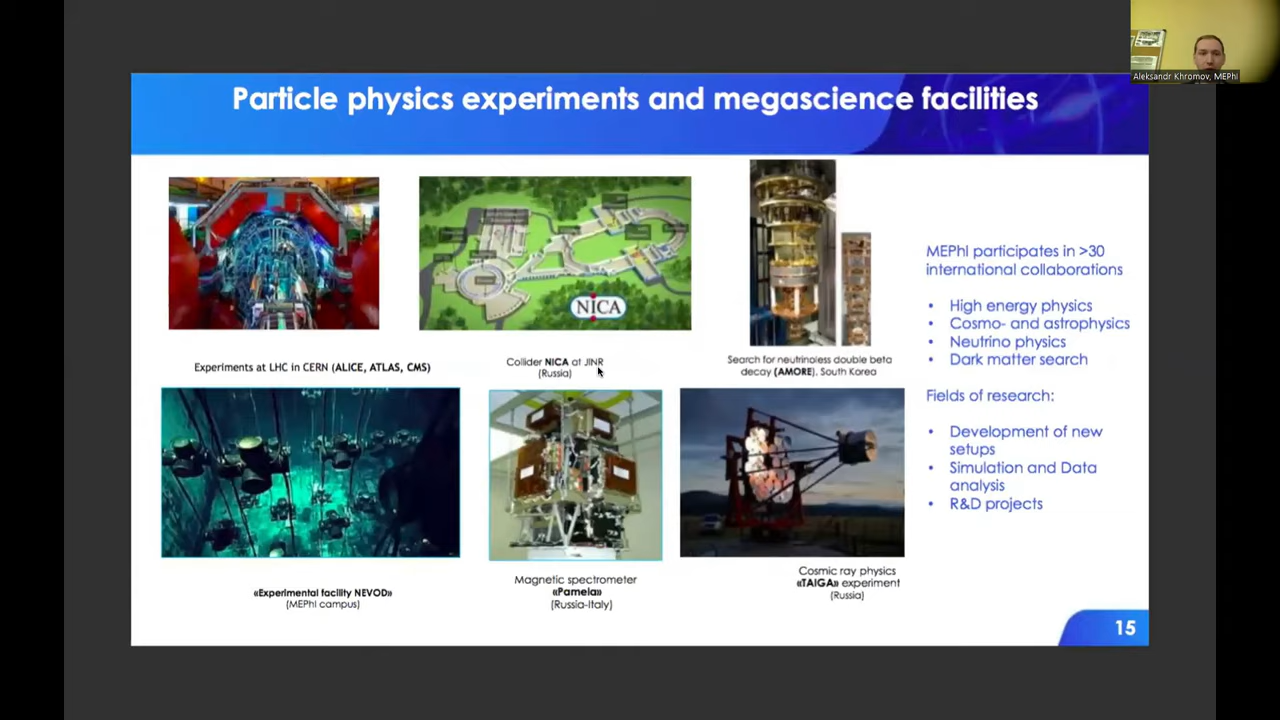 Aleksandr Khromov, MEPhI
Particle physics experiments and megascience facilities
NICA
Experiments at LHC in CERN (ALICE, ATLAS, CMS)
Collider NICA at JINR
(Russia)
Search for neutrinoless double beta
decay (AMORE), South Korea
«Experimental facility NEVOD»
(MEPhI campus)
Magnetic spectrometer
«Pamela»
(Russia-Italy)
Cosmic ray physics
«TAIGA» experiment
(Russia)
MEPhI participates in >30
international collaborations
• High energy physics
• Cosmo- and astrophysics
• Neutrino physics
• Dark matter search
Fields of research:
• Development of new
setups
• Simulation and Data
analysis
• R&D projects
15